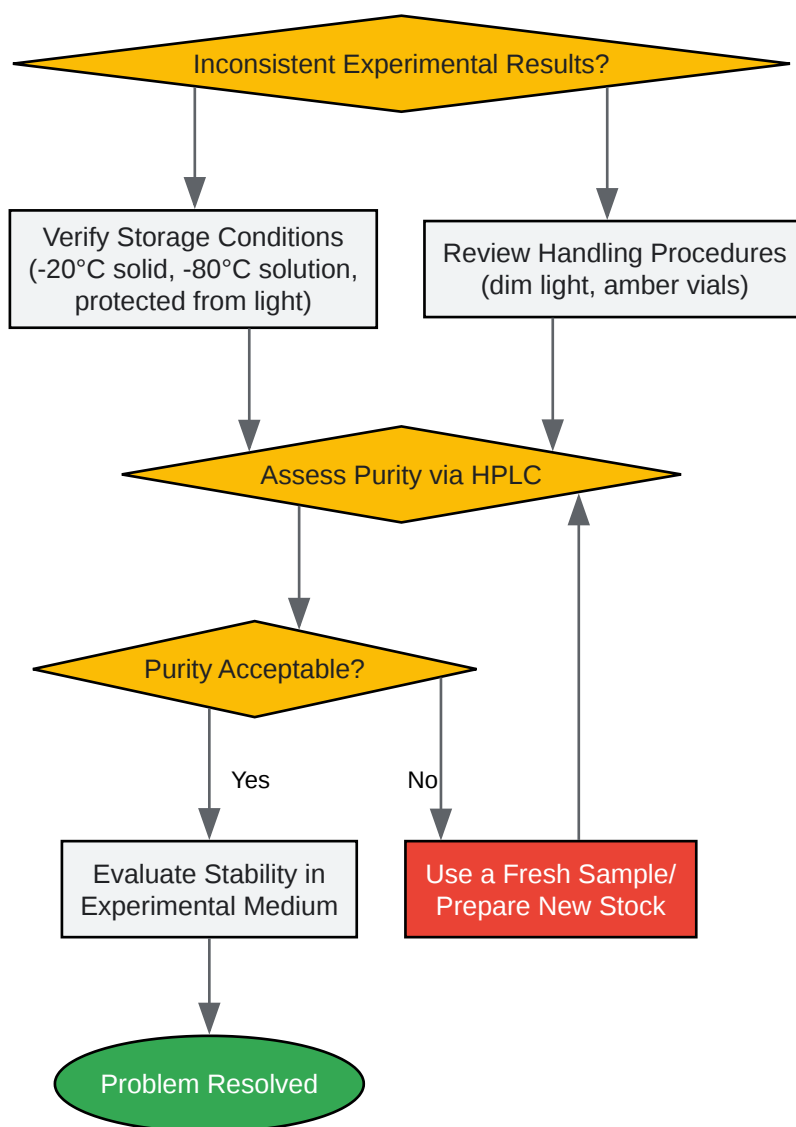 Inconsistent Experimental Results?
Verify Storage Conditions
(-20°C solid, -80°C solution,
protected from light)
Review Handling Procedures
(dim light, amber vials)
Assess Purity via HPLC
Purity Acceptable?
Yes
No
Evaluate Stability in
Experimental Medium
Use a Fresh Sample/
Prepare New Stock
Problem Resolved